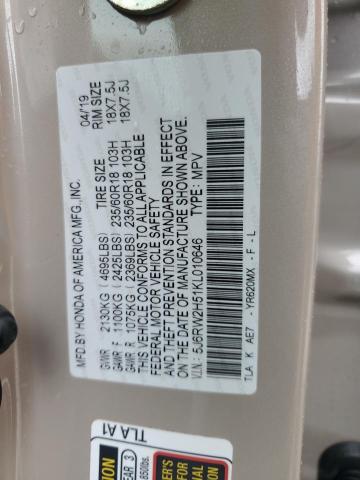 MFD. BY HONDA OF AMERICA MFG., INC. 04/19
TIRE SIZE RIM SIZE
GVWR 2130KG (4695LBS)
GAWR F 1100KG (2425LBS) 235/60R18 103H 18X7.5J
GAWR R 1075KG (2369LBS) 235/60R18 103H 18X7.5J
THIS VEHICLE CONFORMS TO ALL APPLICABLE
FEDERAL MOTOR VEHICLE SAFETY
AND THEFT PREVENTION STANDARDS IN EFFECT
ON THE DATE OF MANUFACTURE SHOWN ABOVE.
V.I.N.: 5J6RW2H51KL010646 TYPE: MPV
TLA K AE7 - YR620MX - F - L
TLA A1